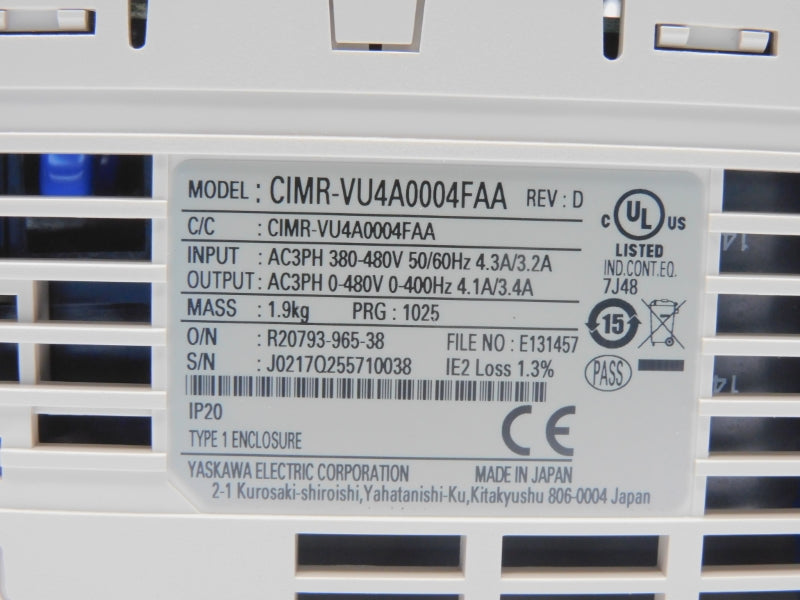 MODEL : CIMR-VU4A0004FAA REV : D
C/C : CIMR-VU4A0004FAA
INPUT : AC3PH 380-480V 50/60Hz 4.3A/3.2A
OUTPUT : AC3PH 0-480V 0-400Hz 4.1A/3.4A
MASS : 1.9kg PRG : 1025
O/N : R20793-965-38 FILE NO : E131457
S/N : J0217Q255710038 IE2 Loss 1.3%
IP20
TYPE 1 ENCLOSURE
CE
YASKAWA ELECTRIC CORPORATION MADE IN JAPAN
2-1 Kurosaki-shiroishi,Yahatanishi-Ku,Kitakyushu 806-0004 Japan
C UL US
LISTED
IND.CONT.EQ.
7J48
15
PASS
14
14